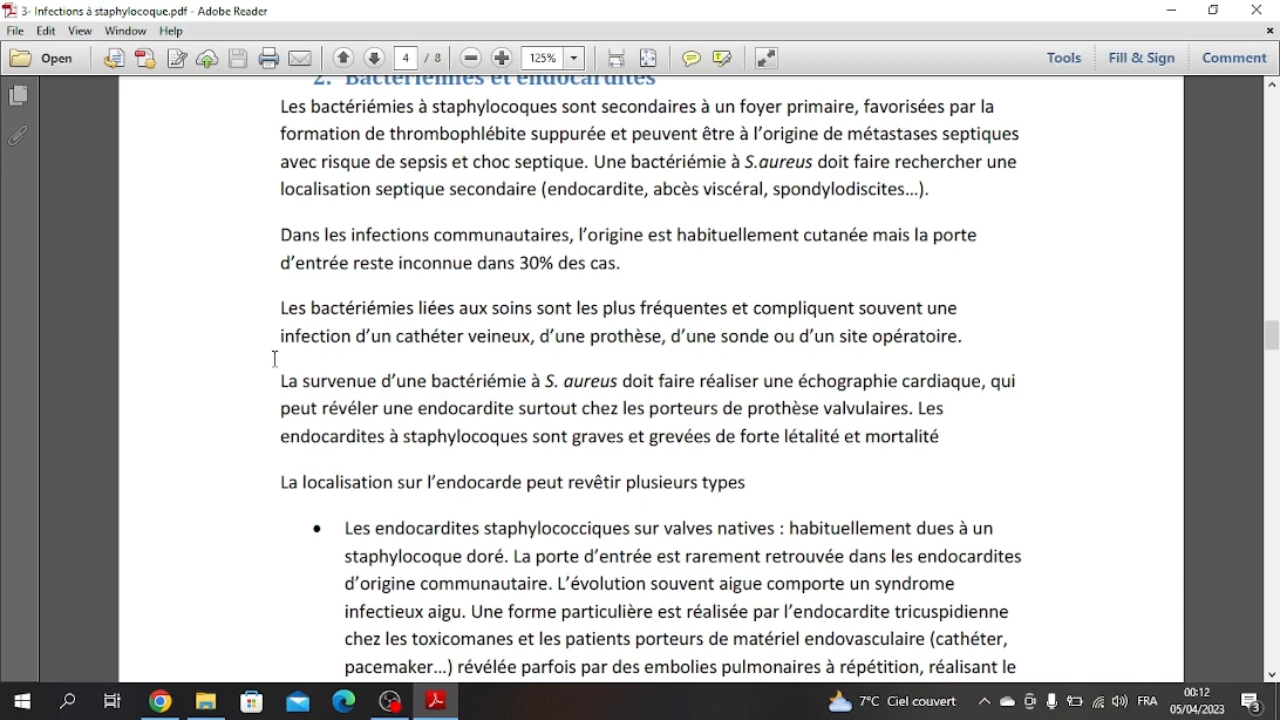 3- Infections à staphylocoque.pdf - Adobe Reader
File Edit View Window Help
Open 4 / 8 125% Tools Fill & Sign Comment
2. Bactériémies et endocardites
Les bactériémies à staphylocoques sont secondaires à un foyer primaire, favorisées par la
formation de thrombophlébite suppurée et peuvent être à l’origine de métastases septiques
avec risque de sepsis et choc septique. Une bactériémie à S.aureus doit faire rechercher une
localisation septique secondaire (endocardite, abcès viscéral, spondylodiscites…).
Dans les infections communautaires, l’origine est habituellement cutanée mais la porte
d’entrée reste inconnue dans 30% des cas.
Les bactériémies liées aux soins sont les plus fréquentes et compliquent souvent une
infection d’un cathéter veineux, d’une prothèse, d’une sonde ou d’un site opératoire.
La survenue d’une bactériémie à S. aureus doit faire réaliser une échographie cardiaque, qui
peut révéler une endocardite surtout chez les porteurs de prothèse valvulaires. Les
endocardites à staphylocoques sont graves et grevées de forte létalité et mortalité
La localisation sur l’endocarde peut revêtir plusieurs types
• Les endocardites staphylococciques sur valves natives : habituellement dues à un
staphylocoque doré. La porte d’entrée est rarement retrouvée dans les endocardites
d’origine communautaire. L’évolution souvent aigue comporte un syndrome
infectieux aigu. Une forme particulière est réalisée par l’endocardite tricuspidienne
chez les toxicomanes et les patients porteurs de matériel endovasculaire (cathéter,
pacemaker…) révélée parfois par des embolies pulmonaires à répétition, réalisant le
7°C Ciel couvert FRA 00:12
05/04/2023 3